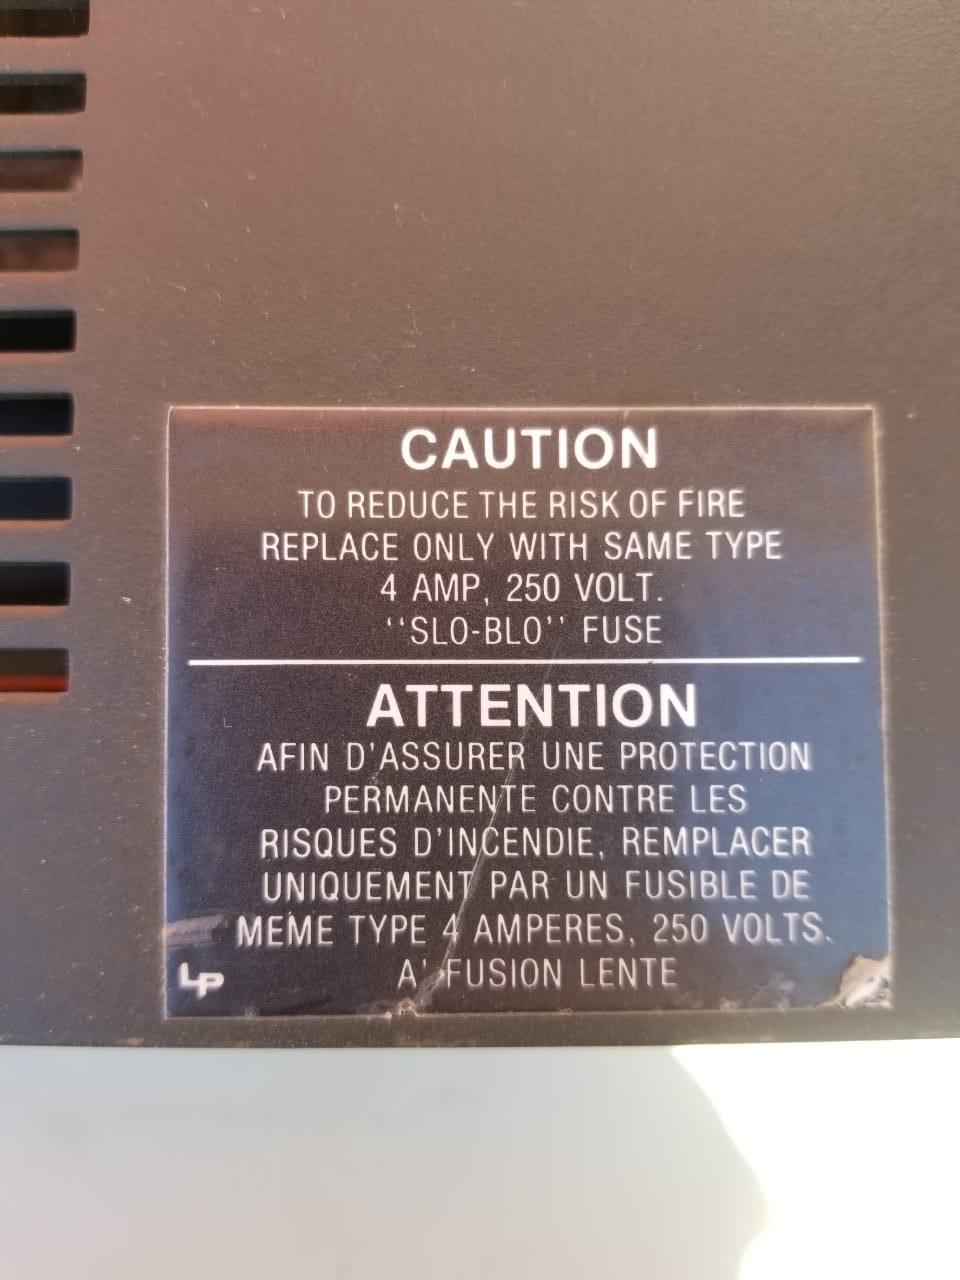 CAUTION
TO REDUCE THE RISK OF FIRE
REPLACE ONLY WITH SAME TYPE
4 AMP, 250 VOLT.
‘‘SLO-BLO’’ FUSE
ATTENTION
AFIN D'ASSURER UNE PROTECTION
PERMANENTE CONTRE LES
RISQUES D'INCENDIE, REMPLACER
UNIQUEMENT PAR UN FUSIBLE DE
MEME TYPE 4 AMPERES, 250 VOLTS.
A' FUSION LENTE
LP